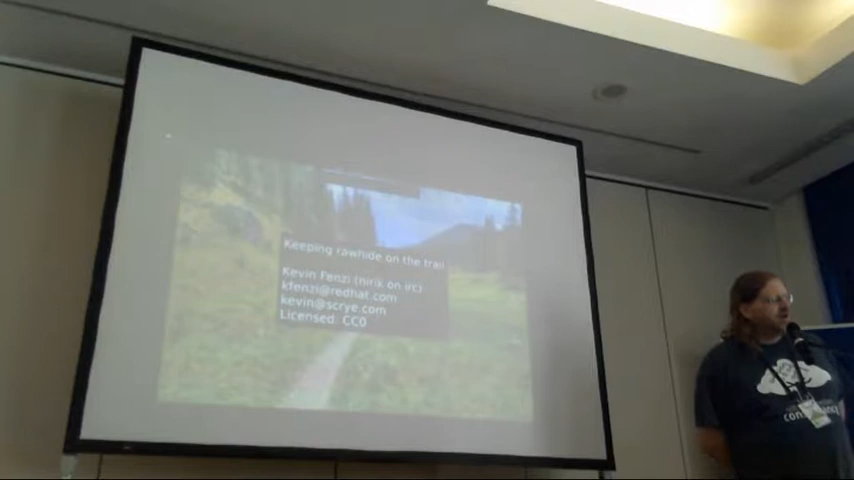 Keeping rawhide on the trail
Kevin Fenzi (nirik on irc)
kfenzi@redhat.com
kevin@scrye.com
Licensed: CC0